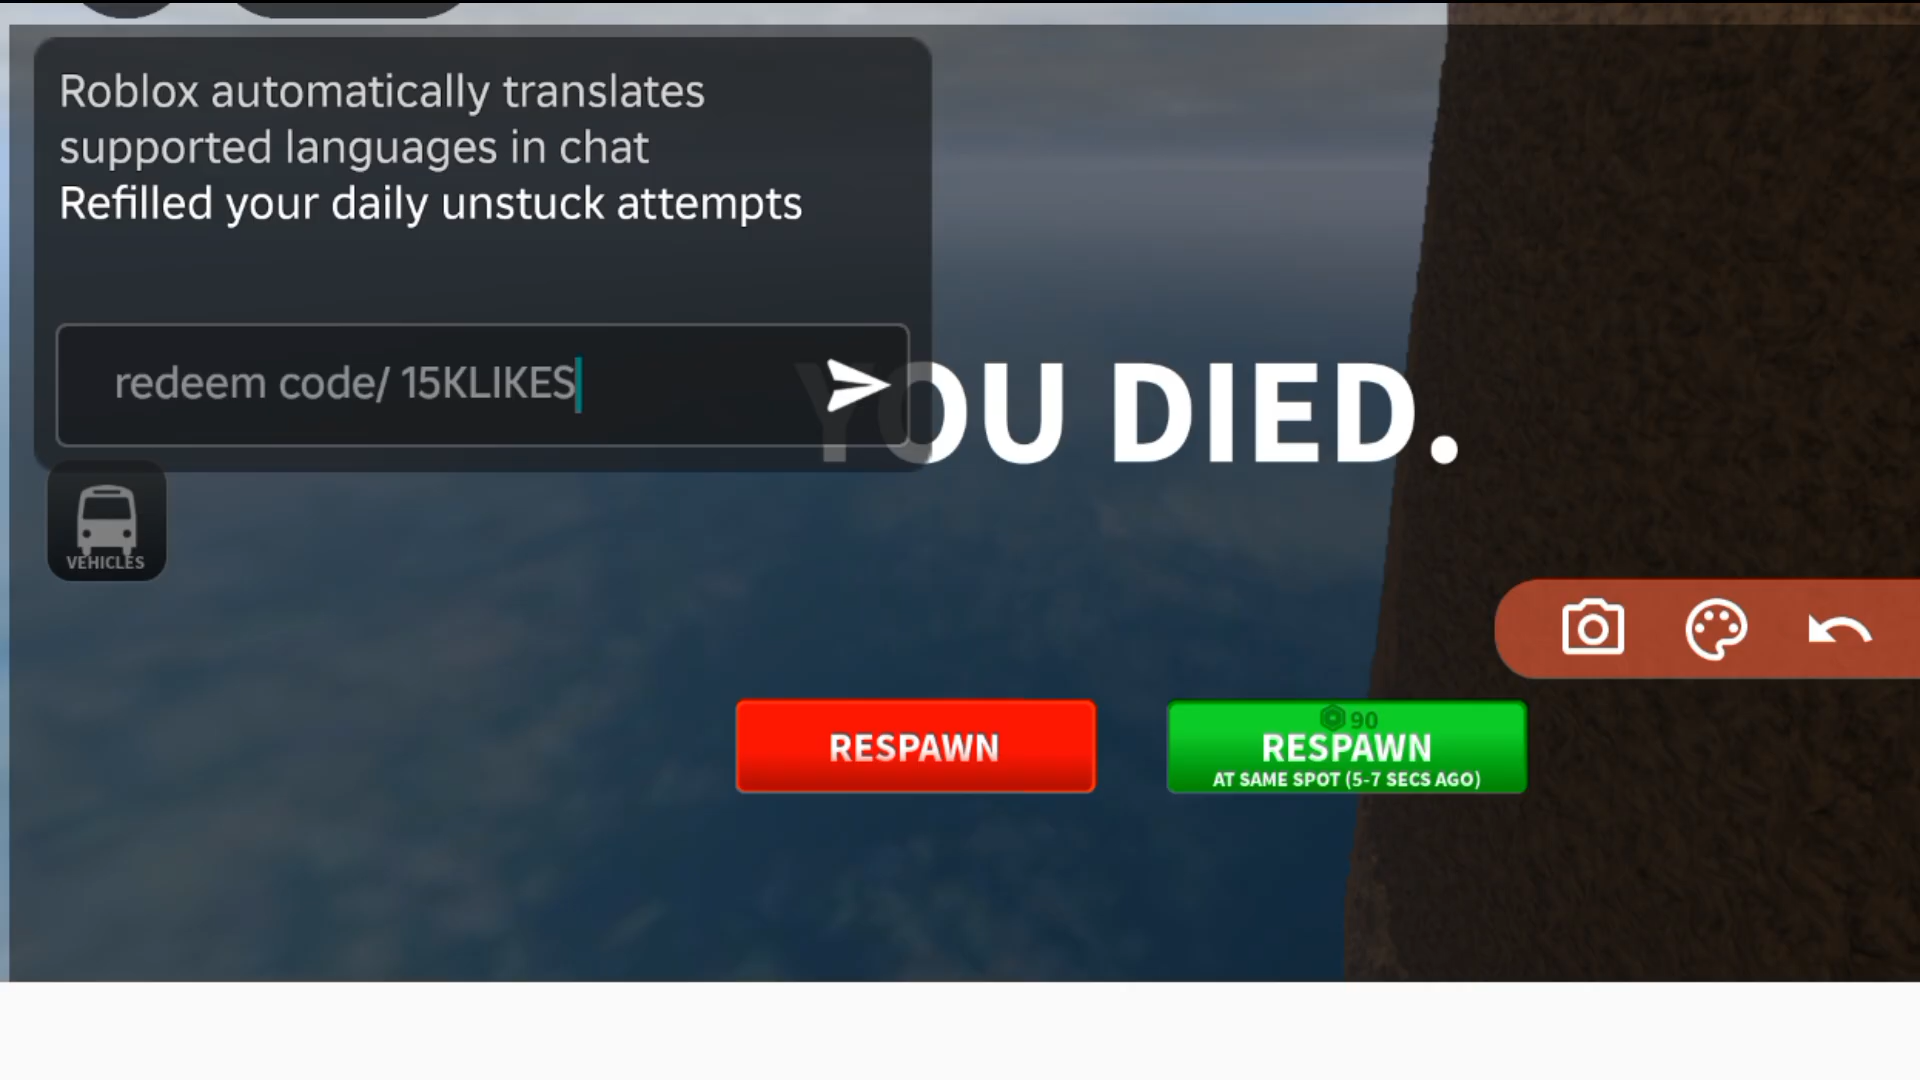 Roblox automatically translates
supported languages in chat
Refilled your daily unstuck attempts
redeem code/ 15KLIKES
YOU DIED.
VEHICLES
RESPAWN
90
RESPAWN
AT SAME SPOT (5-7 SECS AGO)